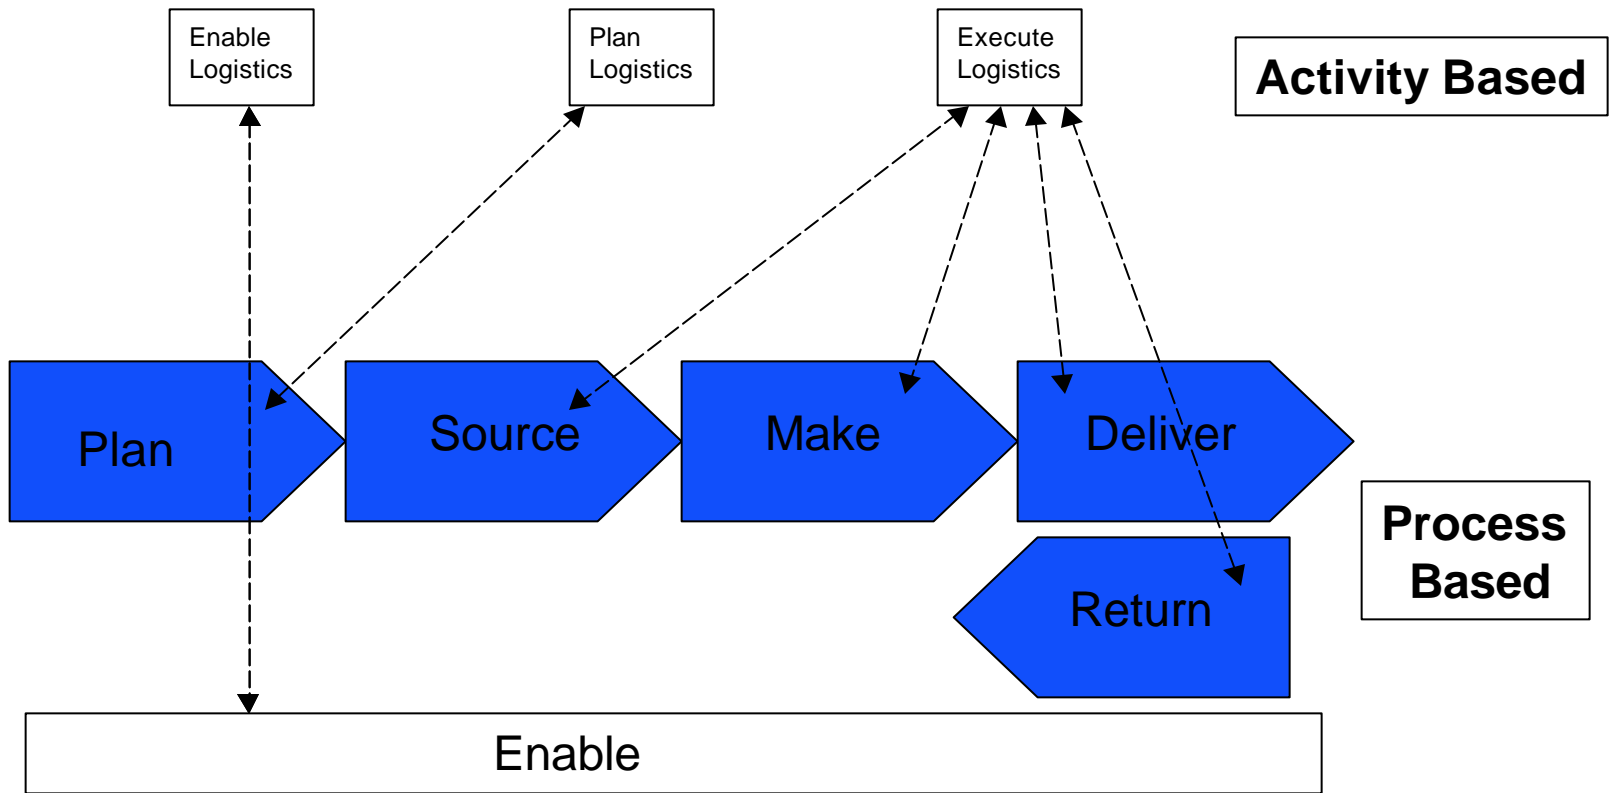 Enable
Logistics
Plan
Logistics
Execute
Logistics
Activity Based
Plan
Source
Make
Deliver
Process
Based
Return
Enable